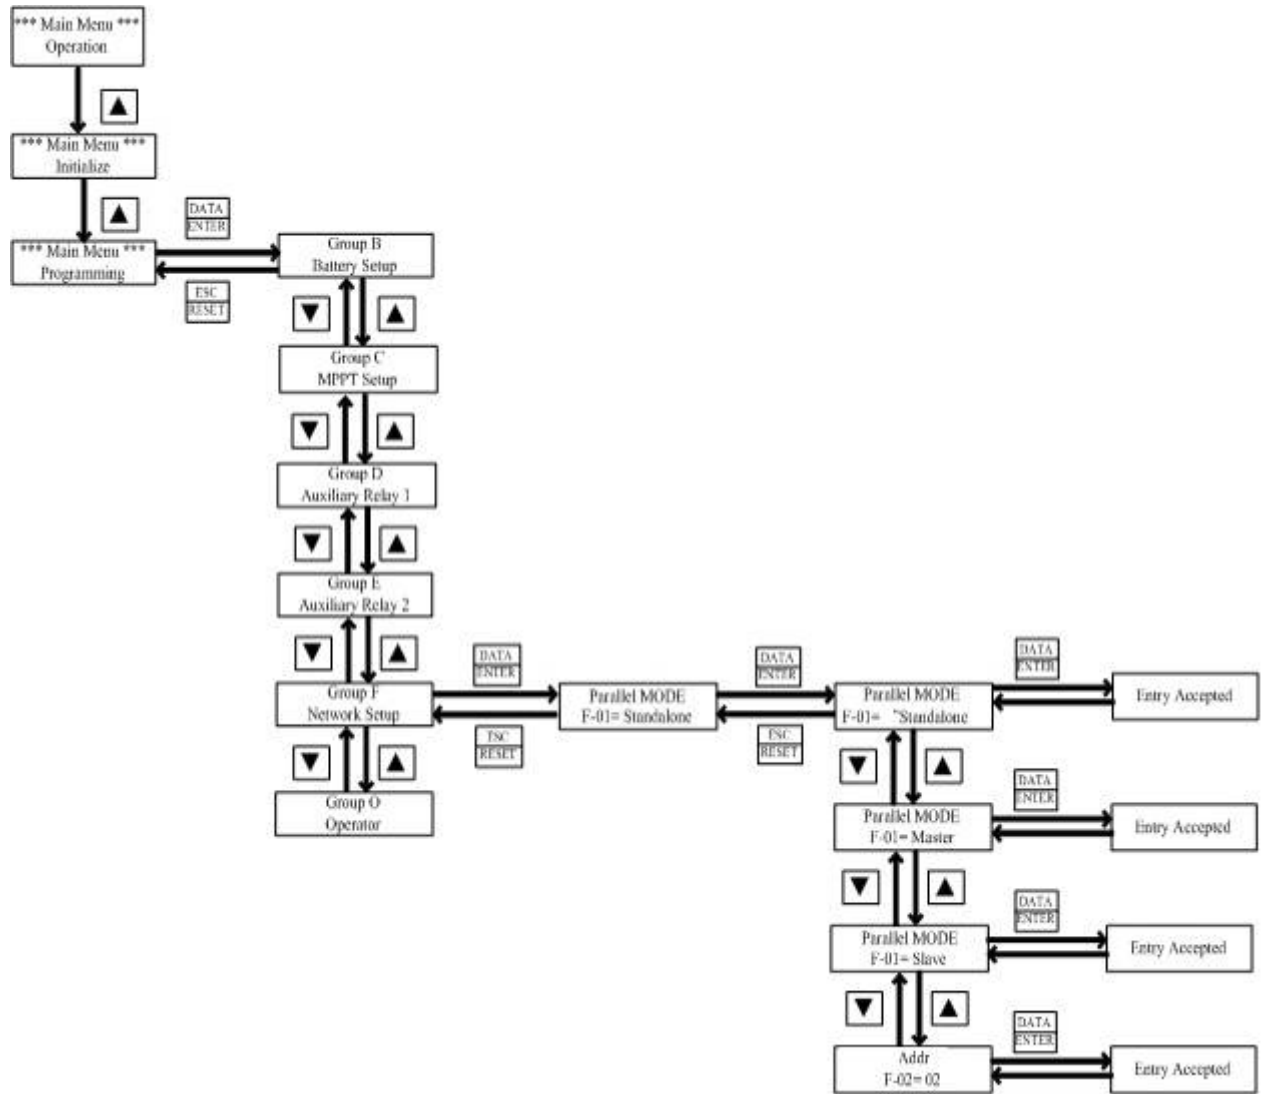 *** Main Menu ***
Operation
▲
*** Main Menu ***
Initialize
▲
*** Main Menu ***
Programming
DATA
ENTER
ESC
RESET
Group B
Battery Setup
▼ ▲
Group C
MPPT Setup
▼ ▲
Group D
Auxiliary Relay 1
▼ ▲
Group E
Auxiliary Relay 2
▼ ▲
Group F
Network Setup
▼ ▲
Group O
Operator
DATA
ENTER
ESC
RESET
Parallel MODE
F-01= Standalone
DATA
ENTER
ESC
RESET
Parallel MODE
F-01= "Standalone
DATA
ENTER
Entry Accepted
▼ ▲
Parallel MODE
F-01= Master
DATA
ENTER
Entry Accepted
▼ ▲
Parallel MODE
F-01= Slave
DATA
ENTER
Entry Accepted
▼ ▲
Addr
F-02= 02
DATA
ENTER
Entry Accepted